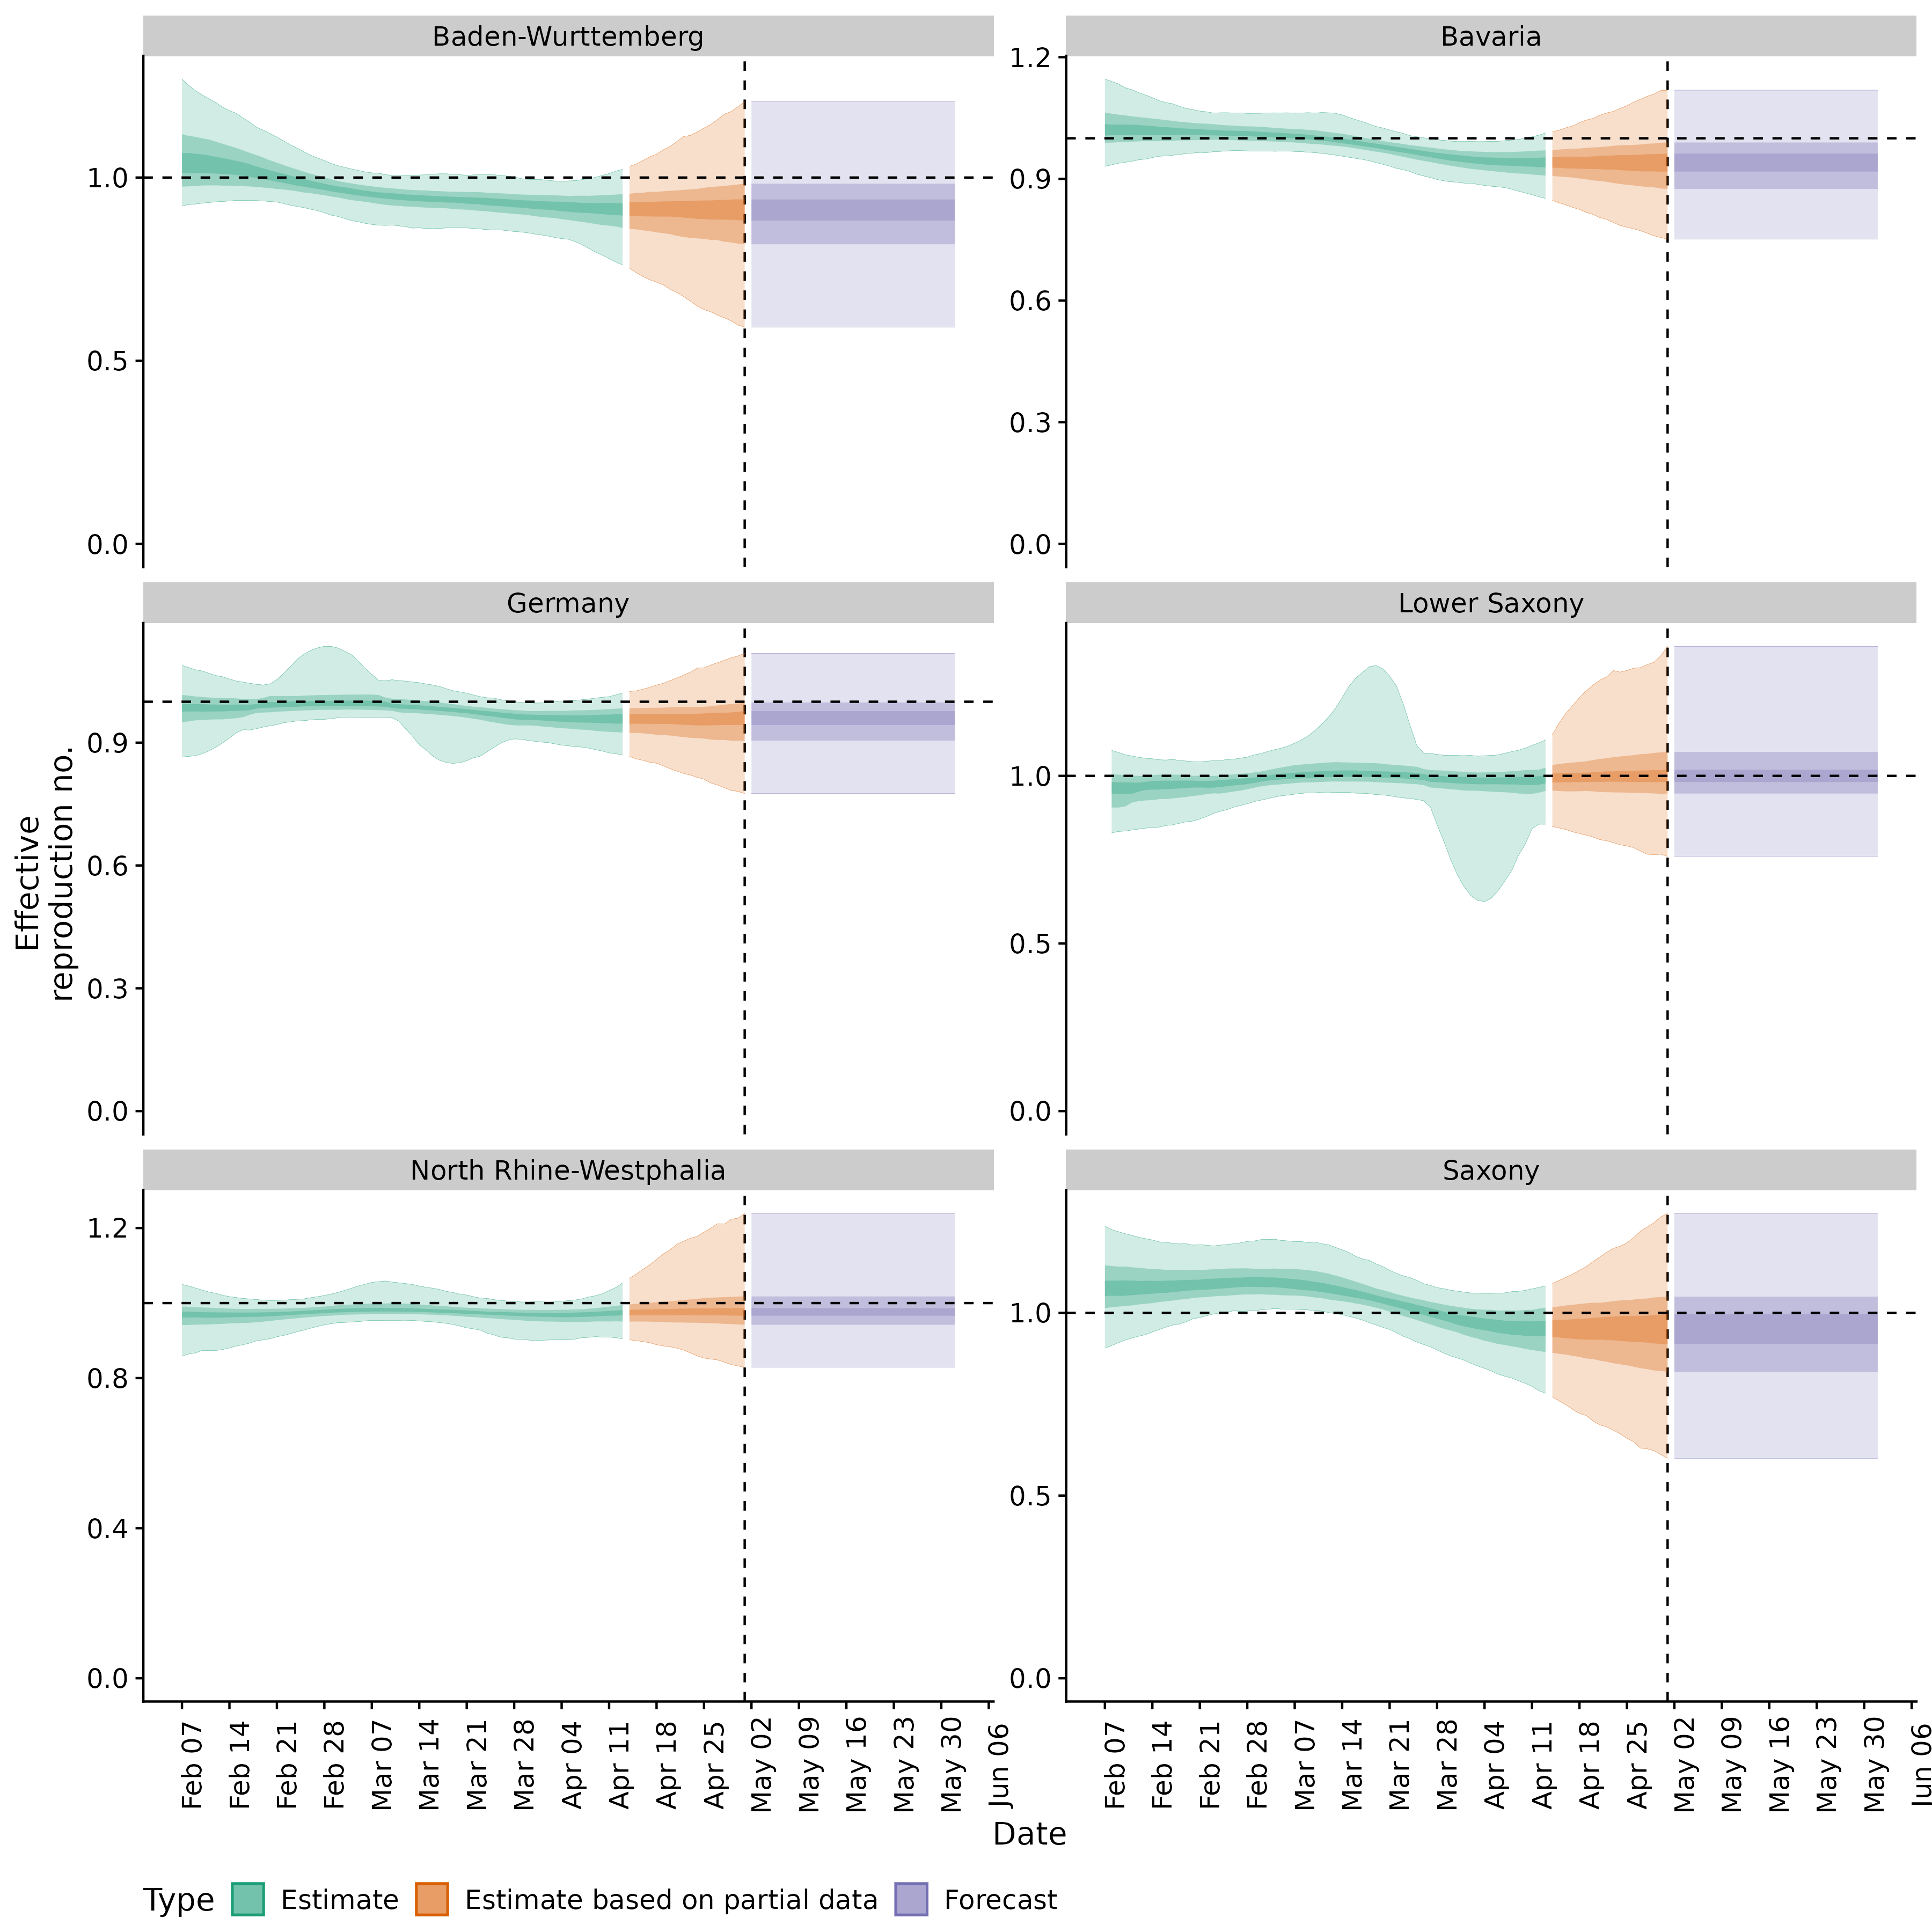 Baden-Wurttemberg
1.0
0.5
0.0
Bavaria
1.2
0.9
0.6
0.3
0.0
Germany
0.9
0.6
0.3
0.0
Lower Saxony
1.0
0.5
0.0
North Rhine-Westphalia
1.2
0.8
0.4
0.0
Saxony
1.0
0.5
0.0
Effective
reproduction no.
Feb 07 Feb 14 Feb 21 Feb 28 Mar 07 Mar 14 Mar 21 Mar 28 Apr 04 Apr 11 Apr 18 Apr 25 May 02 May 09 May 16 May 23 May 30 Jun 06
Feb 07 Feb 14 Feb 21 Feb 28 Mar 07 Mar 14 Mar 21 Mar 28 Apr 04 Apr 11 Apr 18 Apr 25 May 02 May 09 May 16 May 23 May 30 Jun 06
Date
Type Estimate Estimate based on partial data Forecast